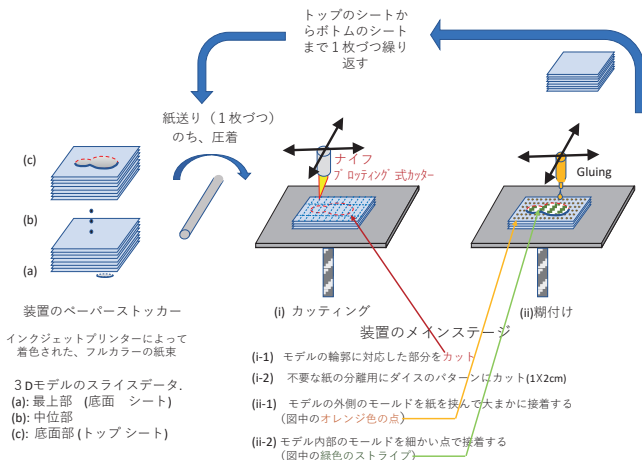 トップのシートか
らボトムのシート
まで１枚づつ繰り
返す
紙送り（１枚づつ）
のち、圧着
(c)
(b)
(a)
ナイフ
プロッティング 式カッター
Gluing
装置のペーパーストッカー
インクジェットプリンターによって
着色された、フルカラーの紙束
３Dモデルのスライスデータ.
(a): 最上部 (底面 シート)
(b): 中位部
(c): 底面部 (トップ シート)
(i) カッティング
(ii)糊付け
装置のメインステージ
(i-1) モデルの輪郭に対応した部分をカット
(i-2) 不要な紙の分離用にダイスのパターンにカット(1X2cm)
(ii-1) モデルの外側のモールドを紙を挟んで大まかに接着する
（図中のオレンジ色の点）
(ii-2) モデル内部のモールドを細かい点で接着する
（図中の緑色のストライプ）